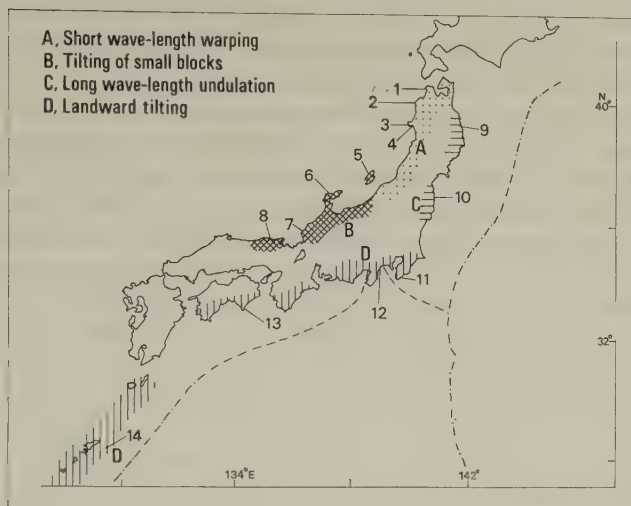 A, Short wave-length warping
B, Tilting of small blocks
C, Long wave-length undulation
D, Landward tilting
N
40°
1
2
3
4
9
A
5
6
10
C
7
8
B
D
11
12
13
32
14
D
134°E
142°